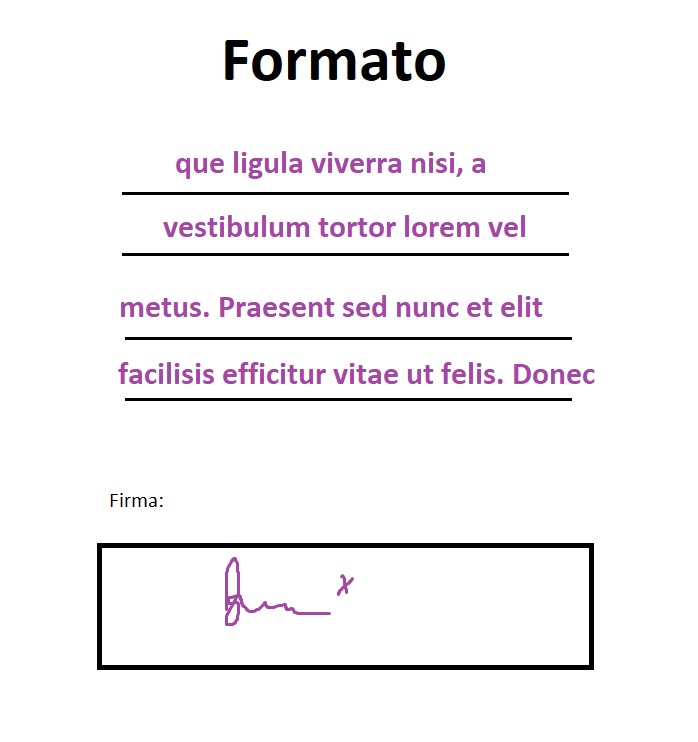 Formato
que ligula viverra nisi, a
vestibulum tortor lorem vel
metus. Praesent sed nunc et elit
facilisis efficitur vitae ut felis. Donec
Firma: